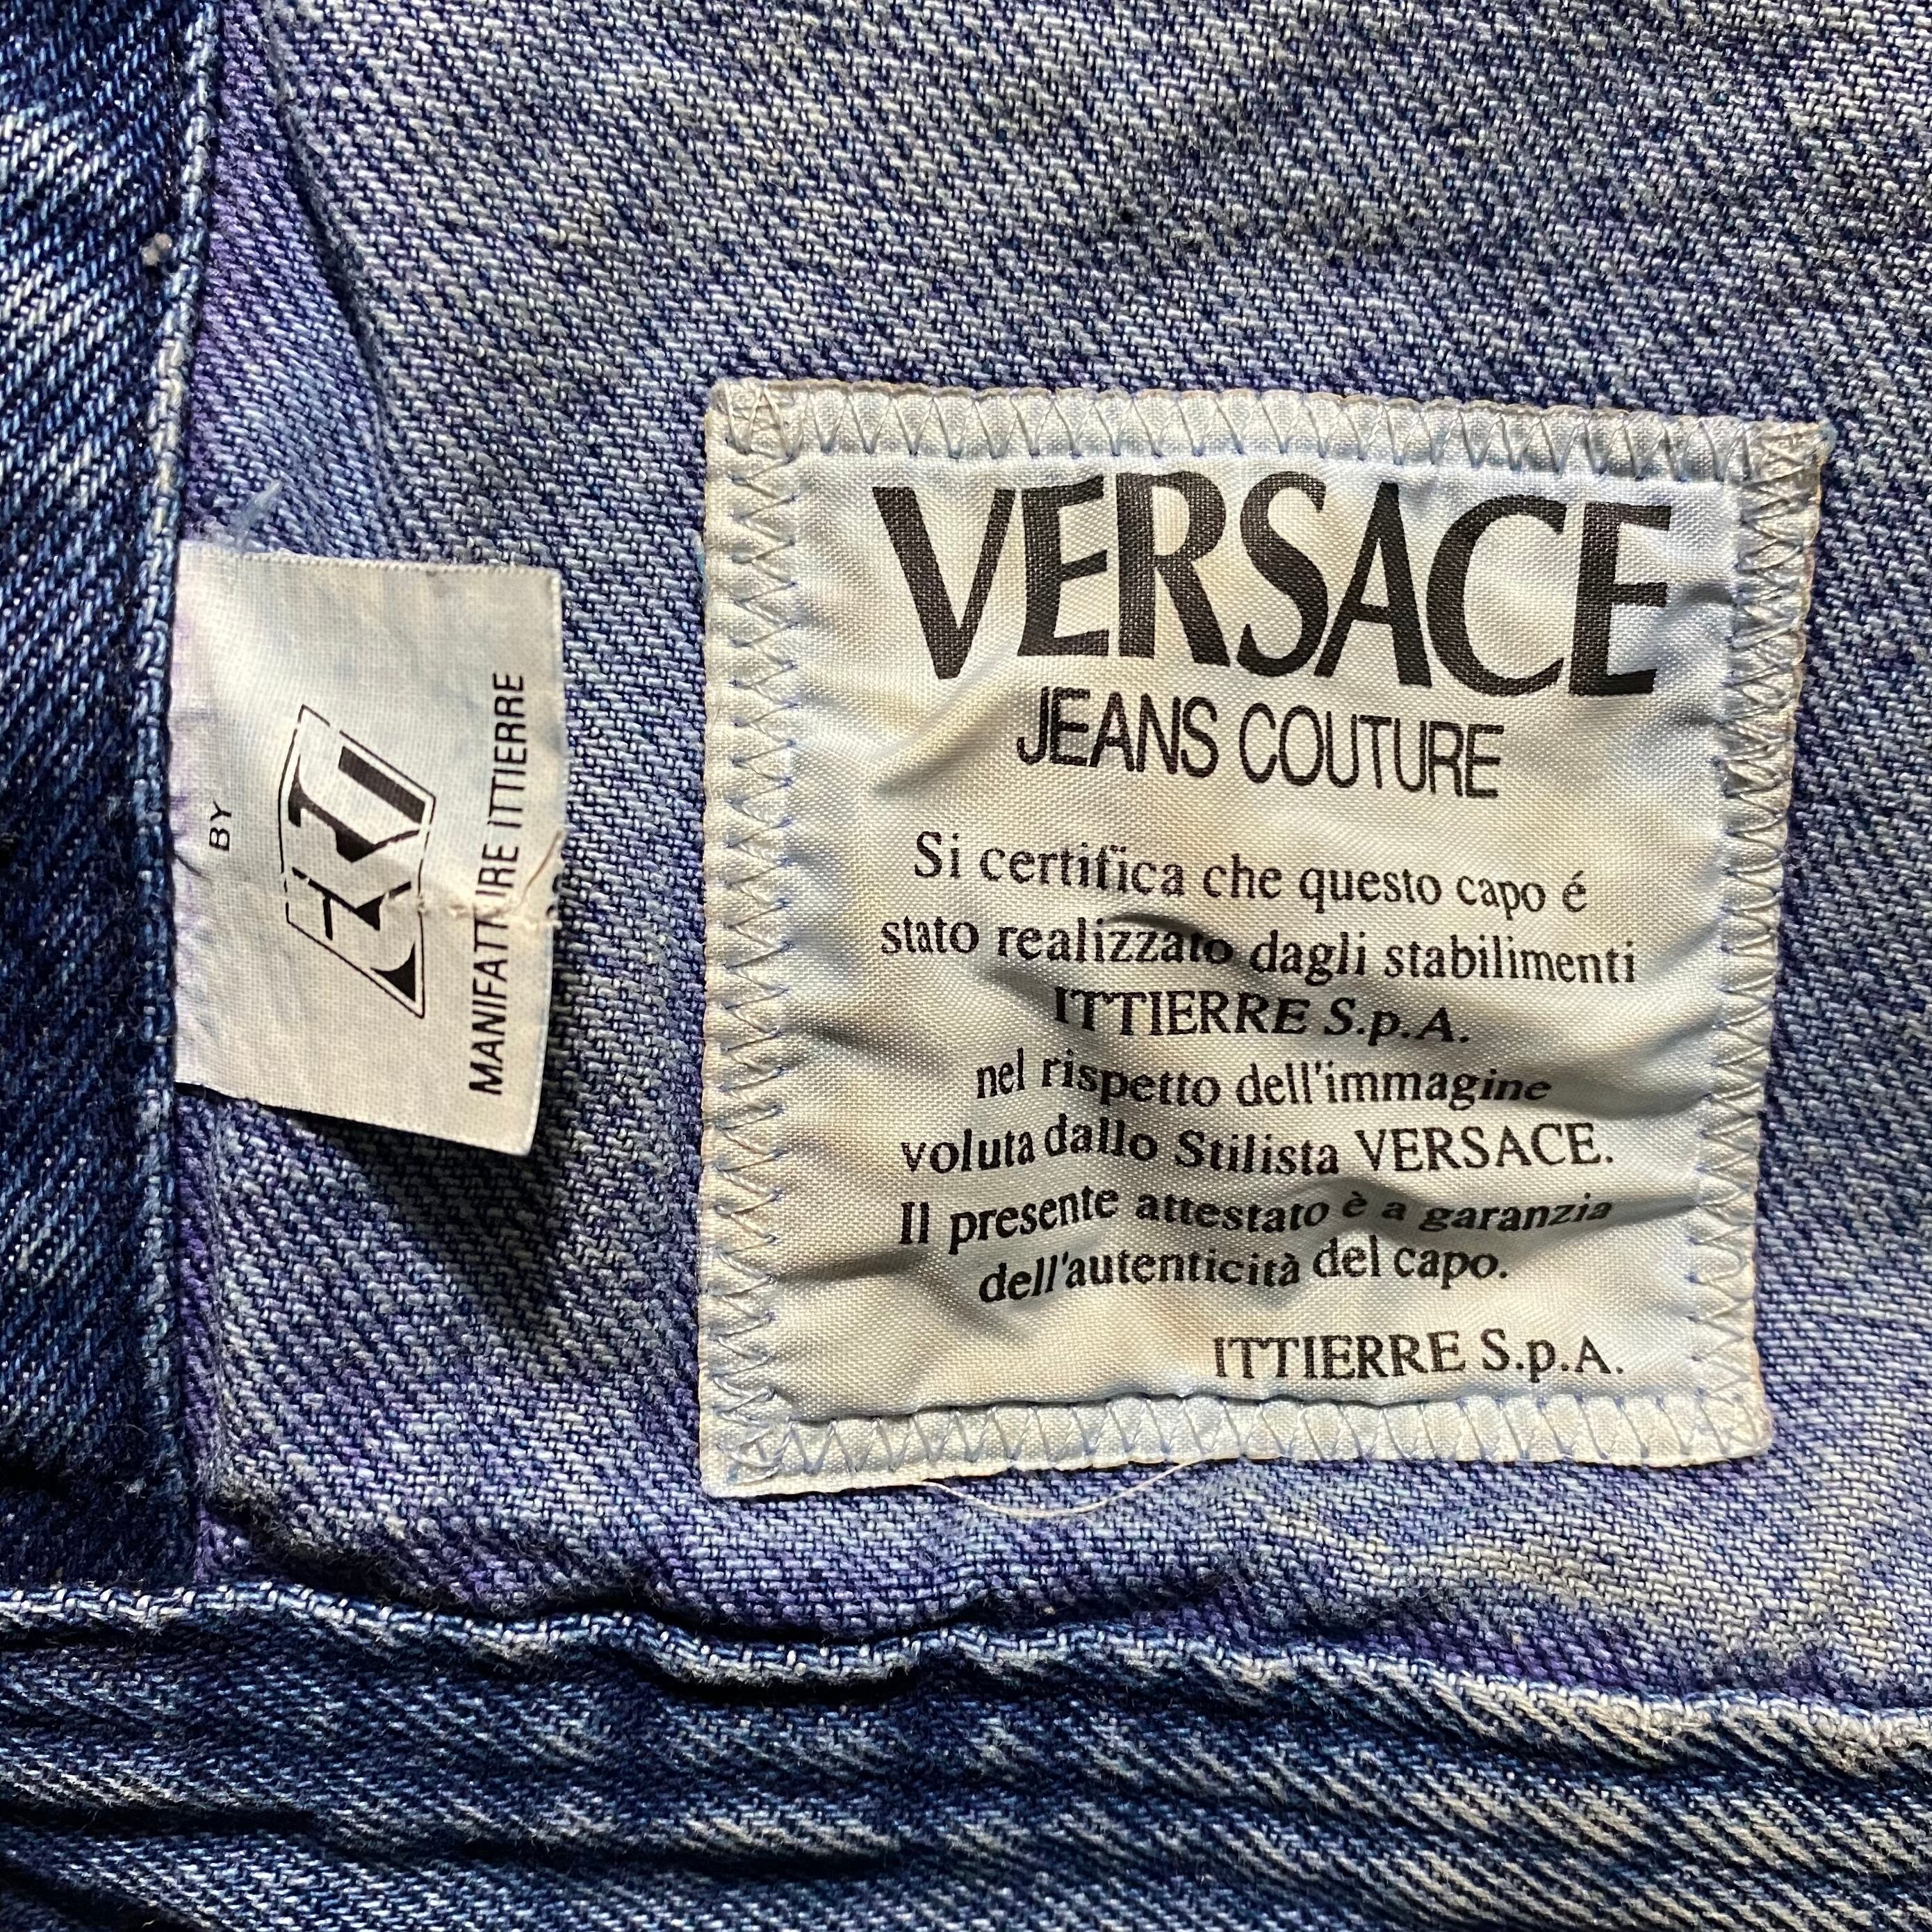 BY
MANIFATTURE ITTIERRE
VERSACE
JEANS COUTURE
Si certifica che questo capo é
stato realizzato dagli stabilimenti
ITTIERRE S.p.A.
nel rispetto dell'immagine
voluta dallo Stilista VERSACE.
Il presente attestato è a garanzia
dell'autenticità del capo.
ITTIERRE S.p.A.